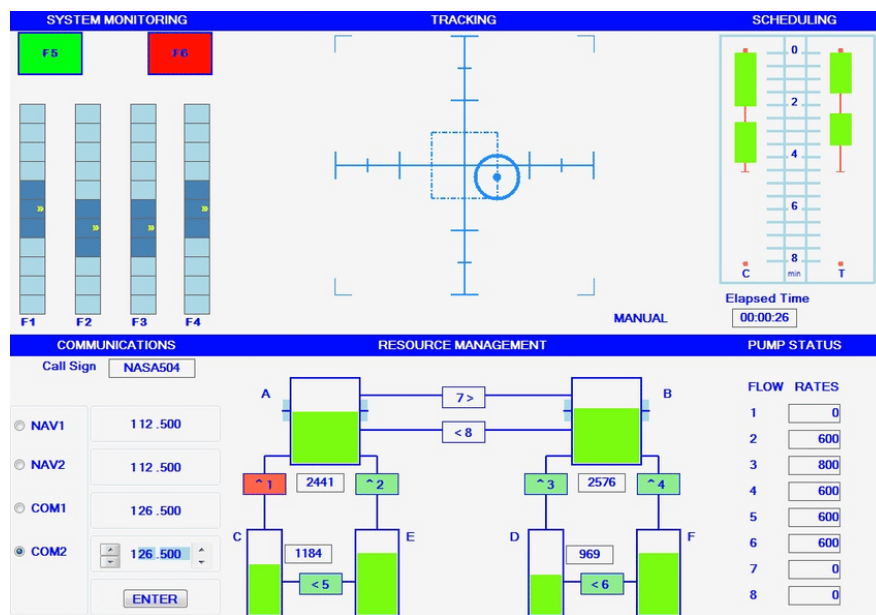 SYSTEM MONITORING
TRACKING
SCHEDULING
F5
F6
0
2
4
6
8
C
min
T
F1
F2
F3
F4
Elapsed Time
MANUAL
00:00:26
COMMUNICATIONS
RESOURCE MANAGEMENT
PUMP STATUS
Call Sign
NASA504
NAV1
112.500
NAV2
112.500
COM1
126.500
COM2
126.500
ENTER
A
7 >
B
< 8
^ 1
2441
^ 2
^ 3
2576
^ 4
C
1184
E
D
969
F
< 5
< 6
FLOW RATES
1 0
2 600
3 800
4 600
5 600
6 600
7 0
8 0